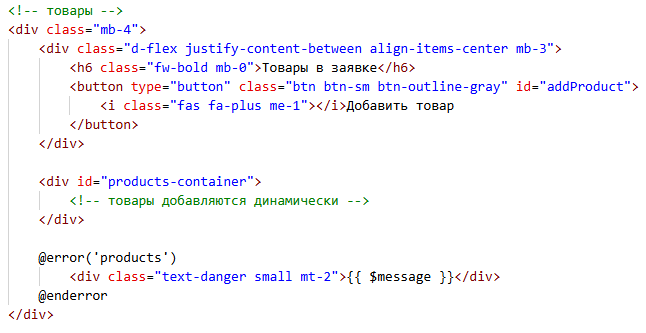 <!-- товары -->
<div class="mb-4">
    <div class="d-flex justify-content-between align-items-center mb-3">
        <h6 class="fw-bold mb-0">Товары в заявке</h6>
        <button type="button" class="btn btn-sm btn-outline-gray" id="addProduct">
            <i class="fas fa-plus me-1"></i>Добавить товар
        </button>
    </div>

    <div id="products-container">
        <!-- товары добавляются динамически -->
    </div>

    @error('products')
        <div class="text-danger small mt-2">{{ $message }}</div>
    @enderror
</div>